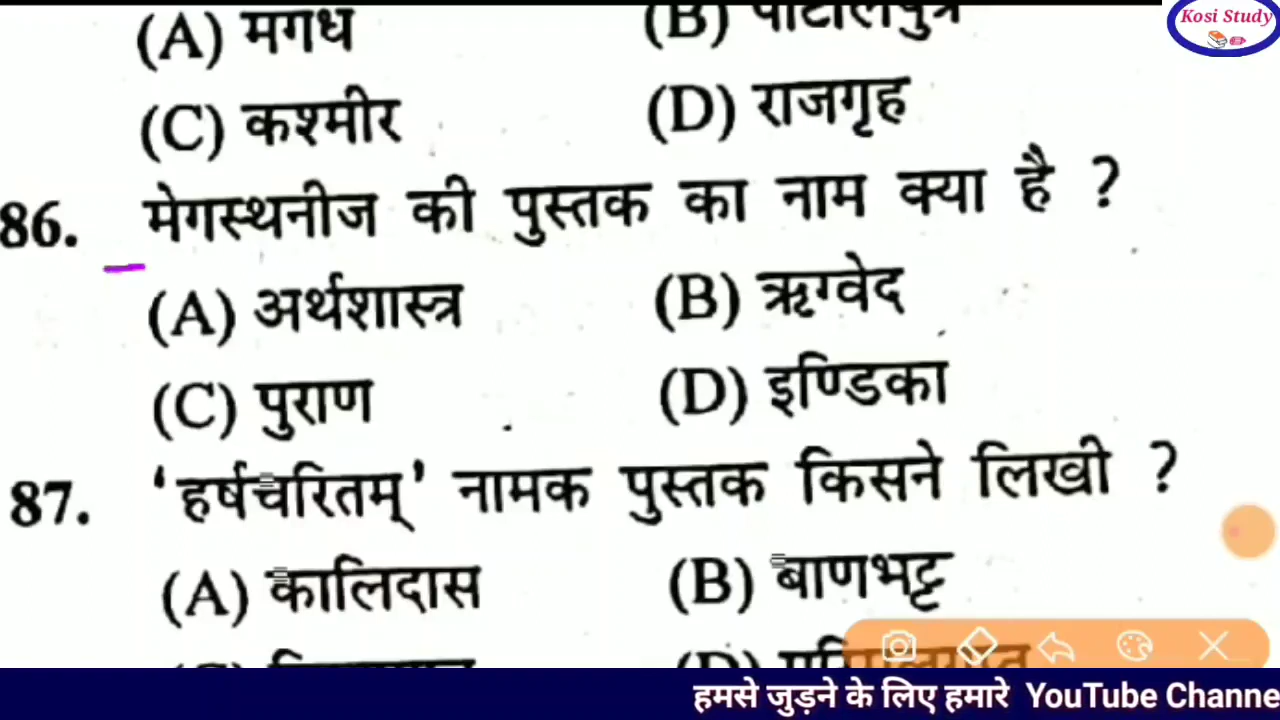 Kosi Study
(A) मगध (B) पाटलिपुत्र
(C) कश्मीर (D) राजगृह
86. मेगस्थनीज की पुस्तक का नाम क्या है ?
(A) अर्थशास्त्र (B) ऋग्वेद
(C) पुराण (D) इण्डिका
87. 'हर्षचरितम्' नामक पुस्तक किसने लिखी ?
(A) कालिदास (B) बाणभट्ट
(D)
हमसे जुड़ने के लिए हमारे YouTube Channe